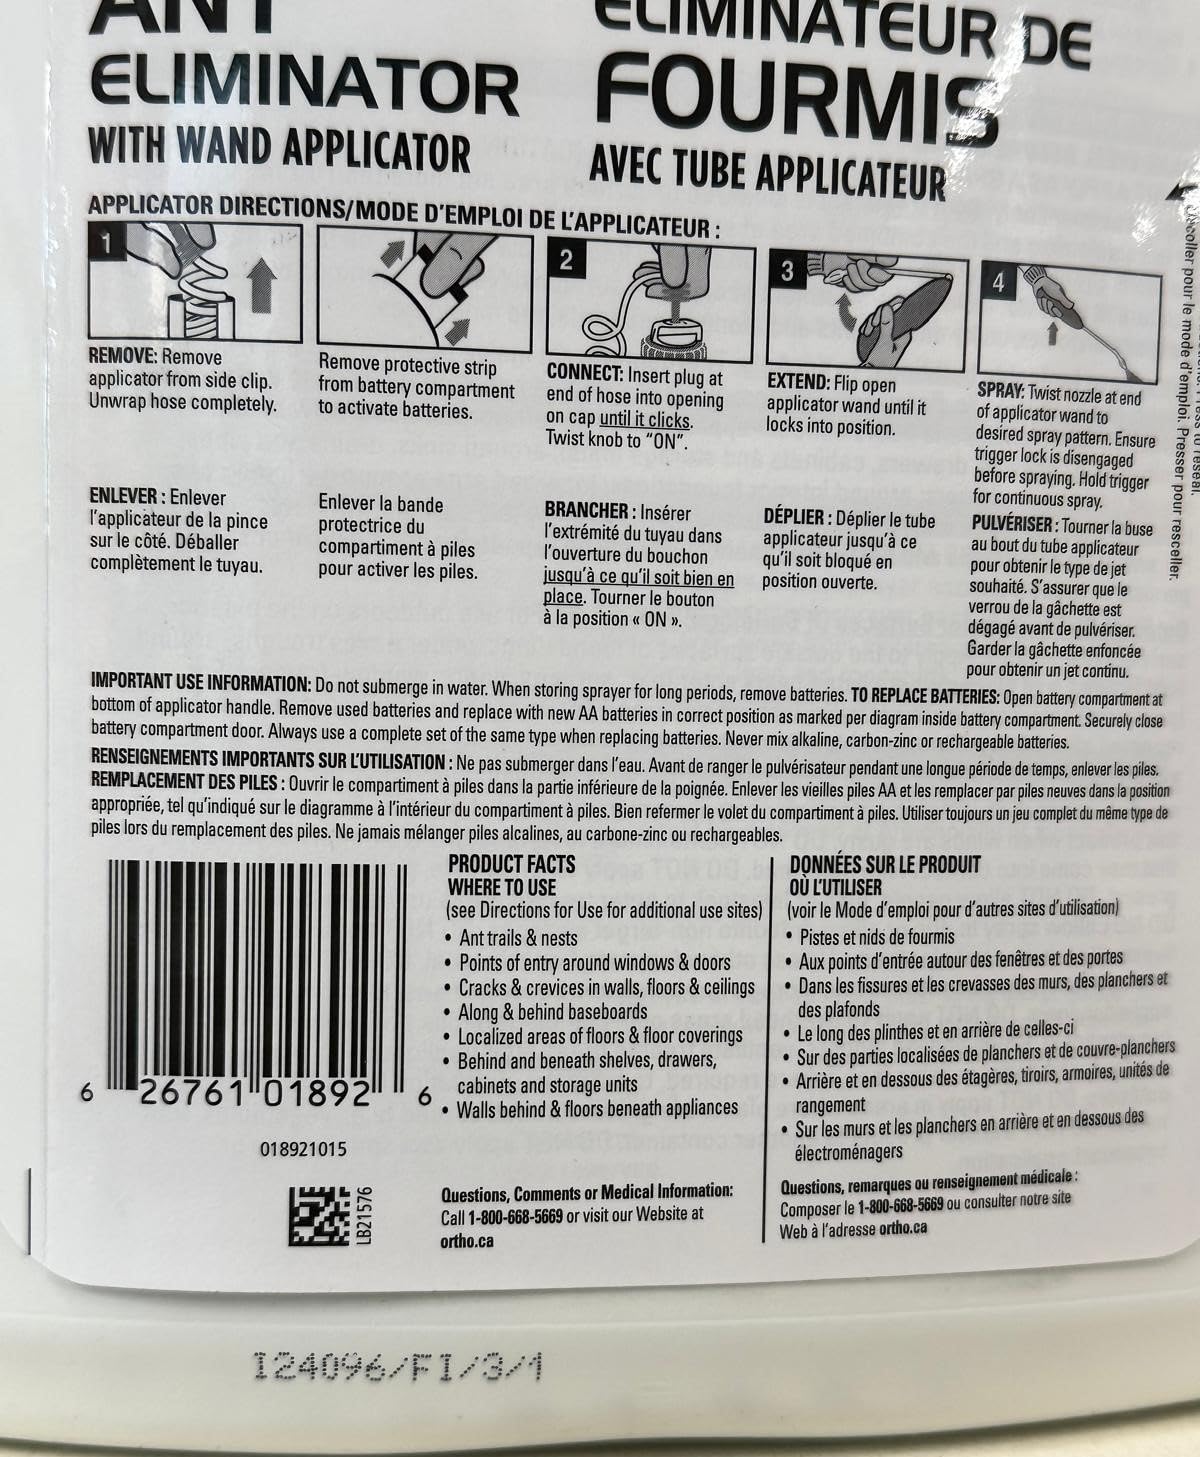 ANT
ELIMINATOR
WITH WAND APPLICATOR
ÉLIMINATEUR DE
FOURMIS
AVEC TUBE APPLICATEUR
APPLICATOR DIRECTIONS/MODE D'EMPLOI DE L'APPLICATEUR :
1
REMOVE: Remove
applicator from side clip.
Unwrap hose completely.
Remove protective strip
from battery compartment
to activate batteries.
2
CONNECT: Insert plug at
end of hose into opening
on cap until it clicks.
Twist knob to "ON".
3
EXTEND: Flip open
applicator wand until it
locks into position.
4
SPRAY: Twist nozzle at end
of applicator wand to
desired spray pattern. Ensure
trigger lock is disengaged
before spraying. Hold trigger
for continuous spray.
ENLEVER : Enlever
l'applicateur de la pince
sur le côté. Déballer
complètement le tuyau.
Enlever la bande
protectrice du
compartiment à piles
pour activer les piles.
BRANCHER : Insérer
l'extrémité du tuyau dans
l'ouverture du bouchon
jusqu'à ce qu'il soit bien en
place. Tourner le bouton
à la position « ON ».
DÉPLIER : Déplier le tube
applicateur jusqu'à ce
qu'il soit bloqué en
position ouverte.
PULVÉRISER : Tourner la buse
au bout du tube applicateur
pour obtenir le type de jet
souhaité. S'assurer que le
verrou de la gâchette est
dégagé avant de pulvériser.
Garder la gâchette enfoncée
pour obtenir un jet continu.
IMPORTANT USE INFORMATION: Do not submerge in water. When storing sprayer for long periods, remove batteries. TO REPLACE BATTERIES: Open battery compartment at
bottom of applicator handle. Remove used batteries and replace with new AA batteries in correct position as marked per diagram inside battery compartment. Securely close
battery compartment door. Always use a complete set of the same type when replacing batteries. Never mix alkaline, carbon-zinc or rechargeable batteries.
RENSEIGNEMENTS IMPORTANTS SUR L'UTILISATION : Ne pas submerger dans l'eau. Avant de ranger le pulvérisateur pendant une longue période de temps, enlever les piles.
REMPLACEMENT DES PILES : Ouvrir le compartiment à piles dans la partie inférieure de la poignée. Enlever les vieilles piles AA et les remplacer par piles neuves dans la position
appropriée, tel qu'indiqué sur le diagramme à l'intérieur du compartiment à piles. Bien refermer le volet du compartiment à piles. Utiliser toujours un jeu complet du même type de
piles lors du remplacement des piles. Ne jamais mélanger piles alcalines, au carbone-zinc ou rechargeables.
6 26761 01892 6
018921015
LB21576
PRODUCT FACTS
WHERE TO USE
(see Directions for Use for additional use sites)
• Ant trails & nests
• Points of entry around windows & doors
• Cracks & crevices in walls, floors & ceilings
• Along & behind baseboards
• Localized areas of floors & floor coverings
• Behind and beneath shelves, drawers,
cabinets and storage units
• Walls behind & floors beneath appliances
Questions, Comments or Medical Information:
Call 1-800-668-5669 or visit our Website at
ortho.ca
DONNÉES SUR LE PRODUIT
OÙ L'UTILISER
(voir le Mode d'emploi pour d'autres sites d'utilisation)
• Pistes et nids de fourmis
• Aux points d'entrée autour des fenêtres et des portes
• Dans les fissures et les crevasses des murs, des planchers et
des plafonds
• Le long des plinthes et en arrière de celles-ci
• Sur des parties localisées de planchers et de couvre-planchers
• Arrière et en dessous des étagères, tiroirs, armoires, unités de
rangement
• Sur les murs et les planchers en arrière et en dessous des
électroménagers
Questions, remarques ou renseignement médicale :
Composer le 1-800-668-5669 ou consulter notre site
Web à l'adresse ortho.ca
Press to reseal.
Décoller pour le mode d'emploi. Presser pour resceller.
I24096/FI/3/1